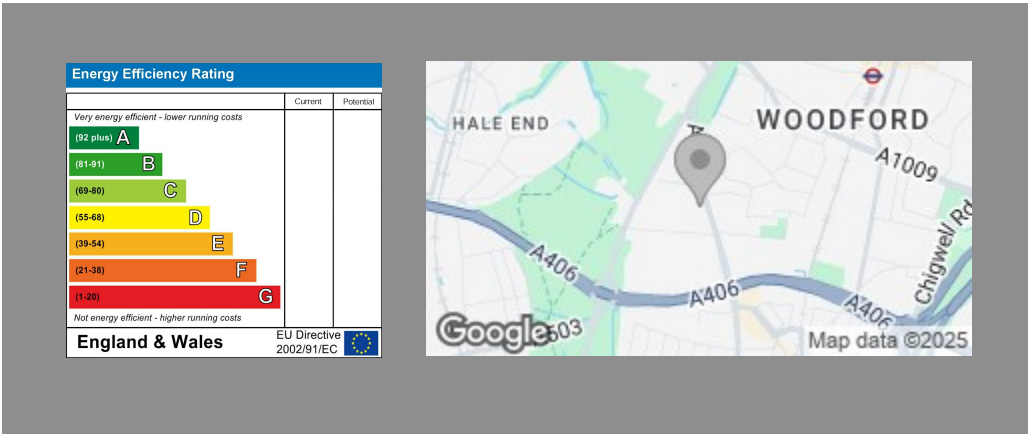 Energy Efficiency Rating
Current Potential
Very energy efficient - lower running costs
(92 plus) A
(81-91) B
(69-80) C
(55-68) D
(39-54) E
(21-38) F
(1-20) G
Not energy efficient - higher running costs
England & Wales
EU Directive
2002/91/EC
HALE END
WOODFORD
A1009
Chigwell Rd
A406
A406
A406
Google
503
Map data ©2025